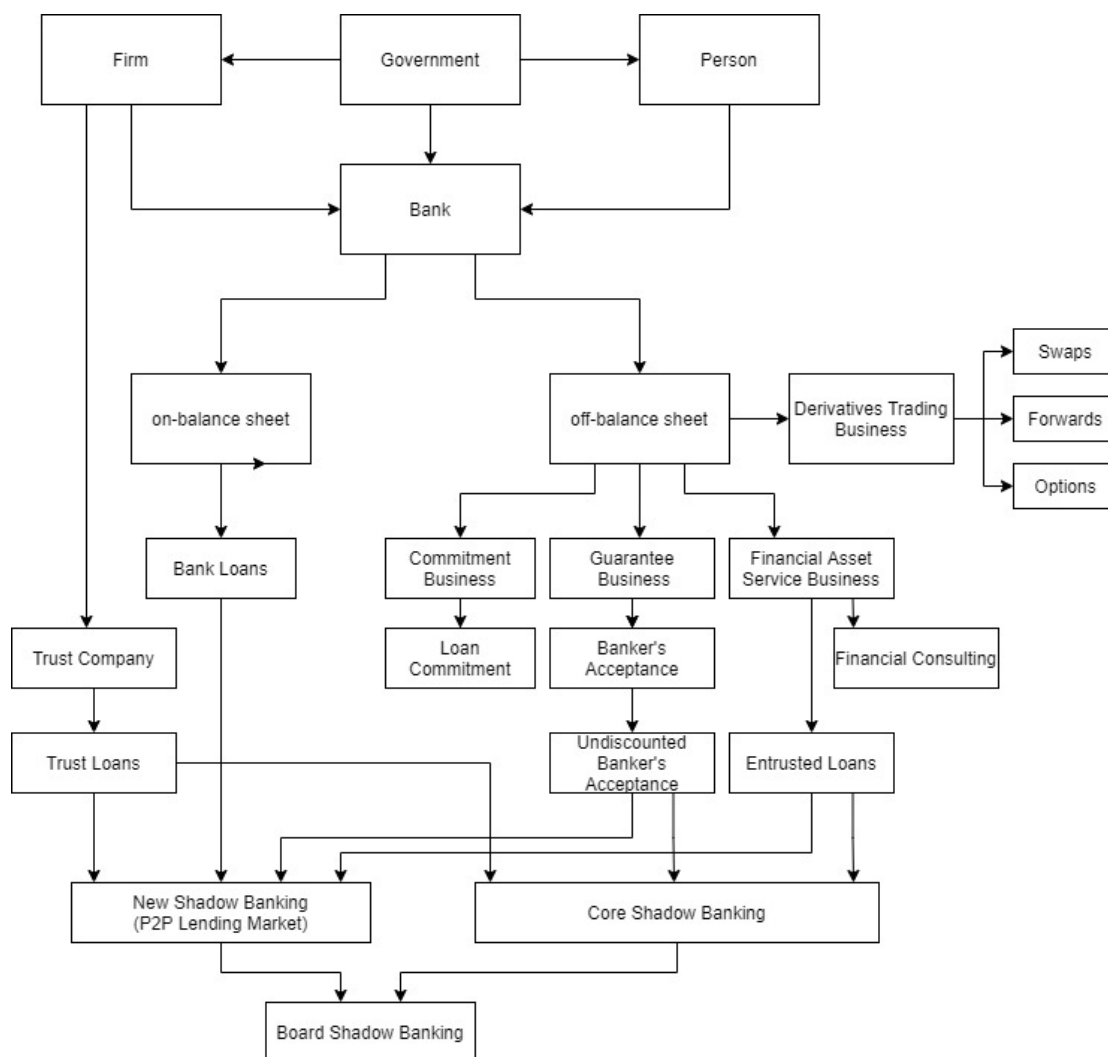 Firm
Government
Person
Bank
Swaps
on-balance sheet
off-balance sheet
Derivatives Trading
Business
Forwards
Options
Bank Loans
Commitment
Business
Guarantee
Business
Financial Asset
Service Business
Trust Company
Loan
Commitment
Banker's
Acceptance
Financial Consulting
Trust Loans
Undiscounted
Banker's
Acceptance
Entrusted Loans
New Shadow Banking
(P2P Lending Market)
Core Shadow Banking
Board Shadow Banking